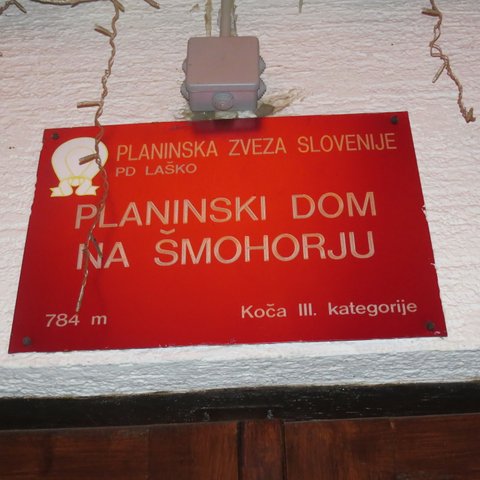 PLANINSKA ZVEZA SLOVENIJE
PD LAŠKO
PLANINSKI DOM
NA ŠMOHORJU
784 m
Koča III. kategorije